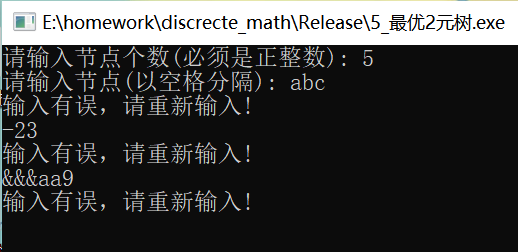 E:\homework\discrecte_math\Release\5_最优2元树.exe
请输入节点个数(必须是正整数): 5
请输入节点(以空格分隔): abc
输入有误，请重新输入!
-23
输入有误，请重新输入!
&&&aa9
输入有误，请重新输入!